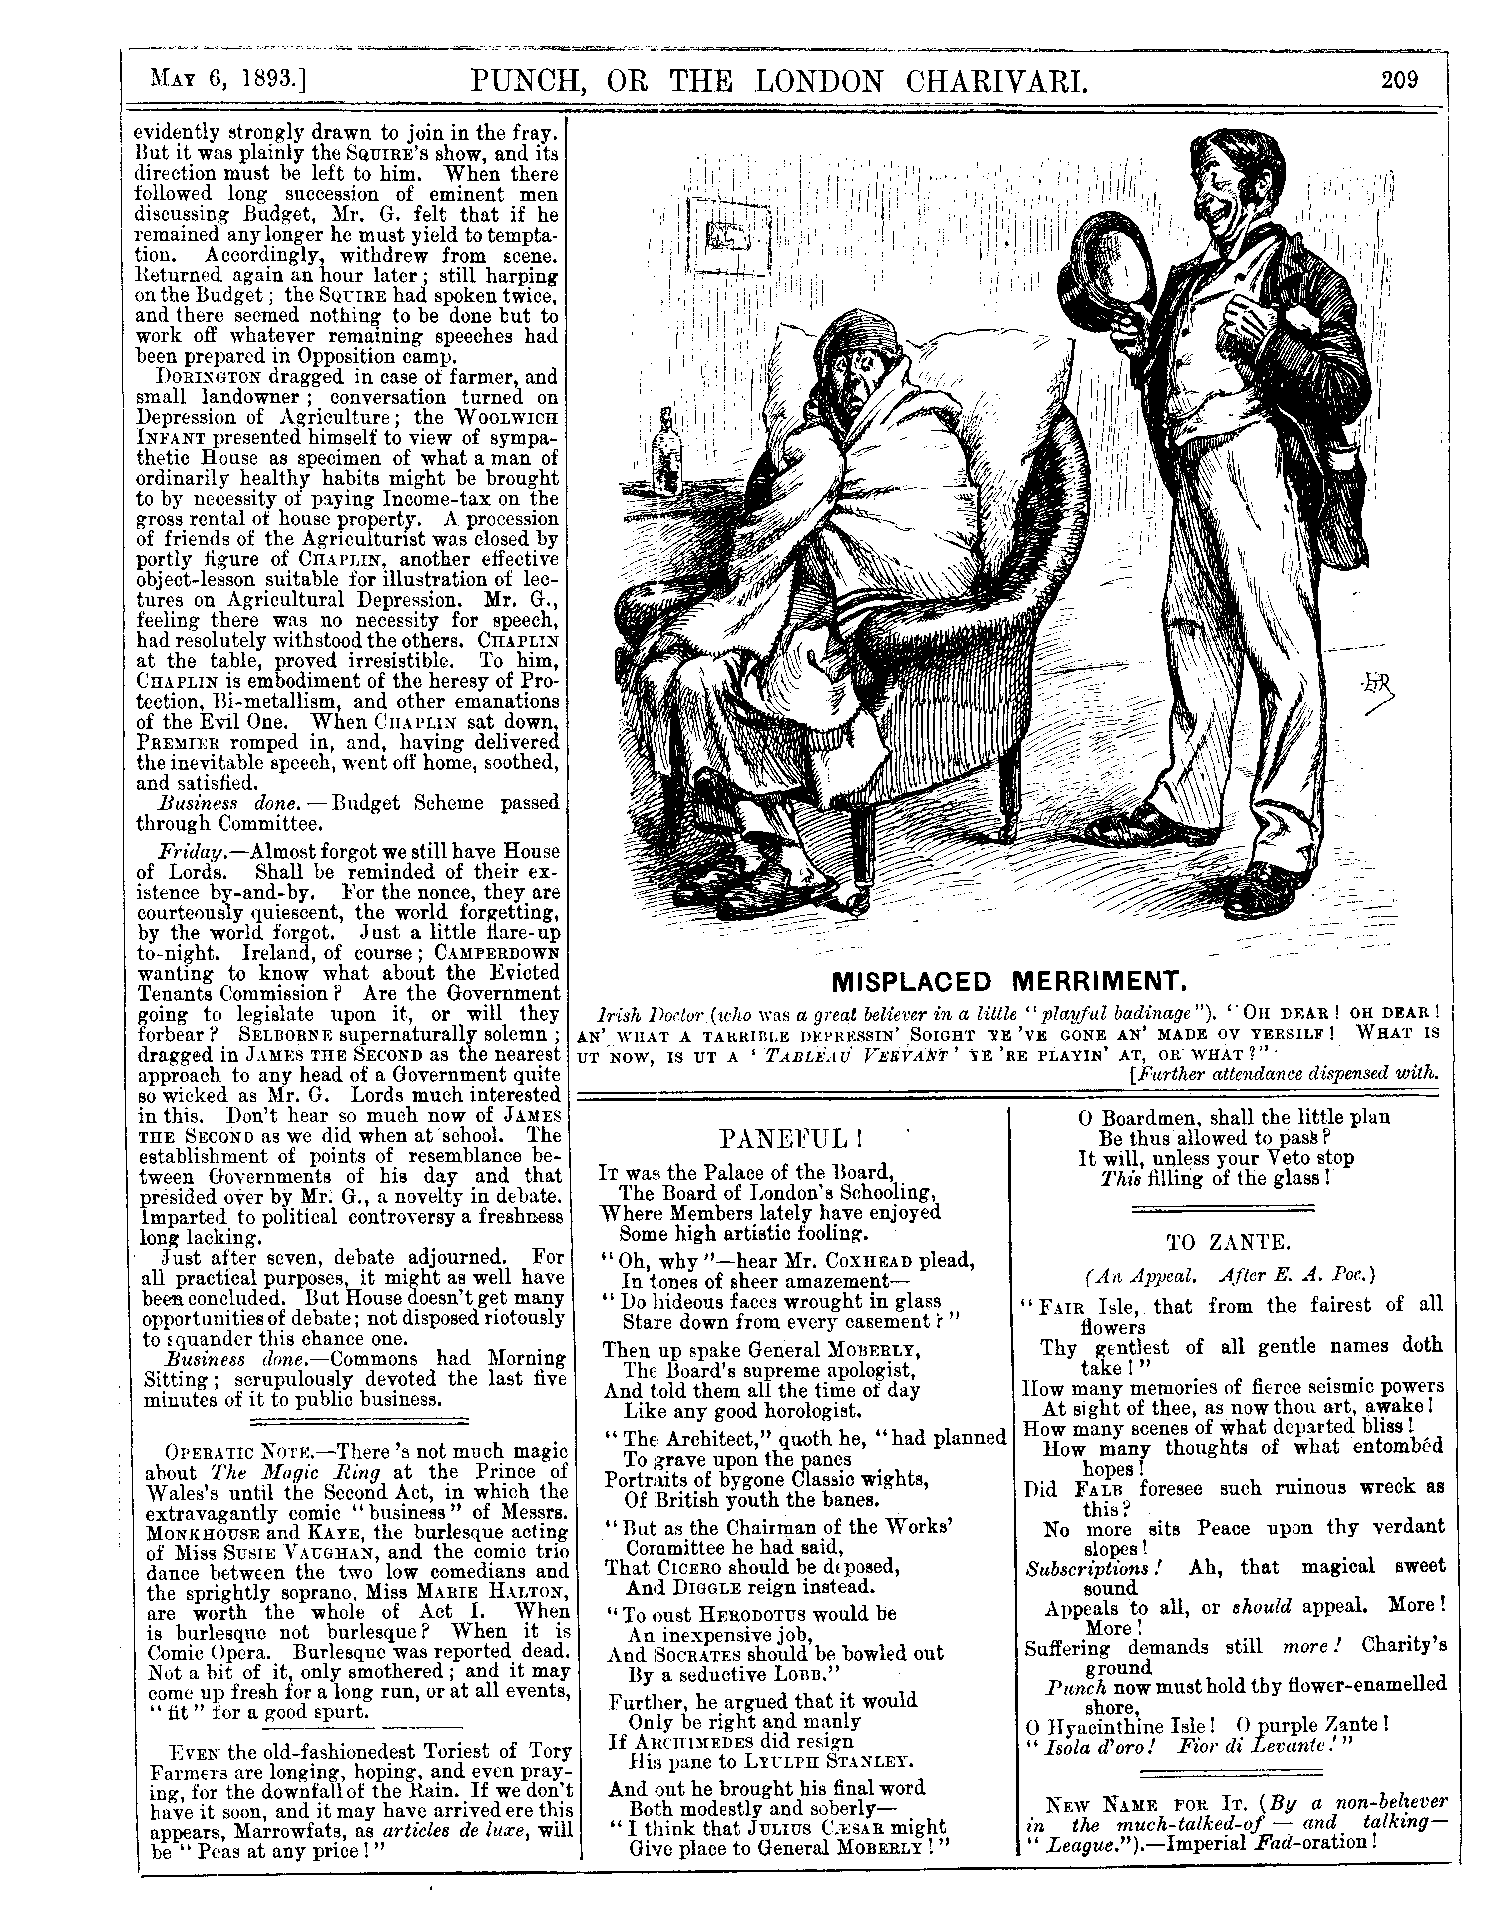 MAY 6, 1893.]
PUNCH, OR THE LONDON CHARIVARI.
209
evidently strongly drawn to join in the fray.
But it was plainly the SQUIRE'S show, and its
direction must be left to him. When there
followed long succession of eminent men
discussing Budget, Mr. G. felt that if he
remained any longer he must yield to tempta-
tion. Accordingly, withdrew from scene.
Returned again an hour later; still harping
on the Budget; the SQUIRE had spoken twice,
and there seemed nothing to be done but to
work off whatever remaining speeches had
been prepared in Opposition camp.
DORINGTON dragged in case of farmer, and
small landowner; conversation turned on
Depression of Agriculture; the WOOLWICH
INFANT presented himself to view of sympa-
thetic House as specimen of what a man of
ordinarily healthy habits might be brought
to by necessity of paying Income-tax on the
gross rental of house property. A procession
of friends of the Agriculturist was closed by
portly figure of CHAPLIN, another effective
object-lesson suitable for illustration of lec-
tures on Agricultural Depression. Mr. G.,
feeling there was no necessity for speech,
had resolutely withstood the others. CHAPLIN
at the table, proved irresistible. To him,
CHAPLIN is embodiment of the heresy of Pro-
tection, Bi-metallism, and other emanations
of the Evil One. When CHAPLIN sat down,
PREMIER romped in, and, having delivered
the inevitable speech, went off home, soothed,
and satisfied.
Business done.—Budget Scheme passed
through Committee.
Friday.—Almost forgot we still have House
of Lords. Shall be reminded of their ex-
istence by-and-by. For the nonce, they are
courteously quiescent, the world forgetting,
by the world forgot. Just a little flare-up
to-night. Ireland, of course; CAMPERDOWN
wanting to know what about the Evicted
Tenants Commission? Are the Government
going to legislate upon it, or will they
forbear? SELBORNE supernaturally solemn;
dragged in JAMES THE SECOND as the nearest
approach to any head of a Government quite
so wicked as Mr. G. Lords much interested
in this. Don't hear so much now of JAMES
THE SECOND as we did when at school. The
establishment of points of resemblance be-
tween Governments of his day and that
presided over by Mr. G., a novelty in debate.
Imparted to political controversy a freshness
long lacking.
Just after seven, debate adjourned. For
all practical purposes, it might as well have
been concluded. But House doesn't get many
opportunities of debate; not disposed riotously
to squander this chance one.
Business done.—Commons had Morning
Sitting; scrupulously devoted the last five
minutes of it to public business.
OPERATIC NOTE.—There's not much magic
about The Magic Ring at the Prince of
Wales's until the Second Act, in which the
extravagantly comic "business" of Messrs.
MONKHOUSE and KAYE, the burlesque acting
of Miss SUSIE VAUGHAN, and the comic trio
dance between the two low comedians and
the sprightly soprano, Miss MARIE HALTON,
are worth the whole of Act I. When
is burlesque not burlesque? When it is
Comic Opera. Burlesque was reported dead.
Not a bit of it, only smothered; and it may
come up fresh for a long run, or at all events,
"fit" for a good spurt.
EVEN the old-fashionedest Toriest of Tory
Farmers are longing, hoping, and even pray-
ing, for the downfall of the Rain. If we don't
have it soon, and it may have arrived ere this
appears, Marrowfats, as articles de luxe, will
be "Peas at any price!"
MISPLACED MERRIMENT.
Irish Doctor (who was a great believer in a little "playful badinage"). "OH DEAR! OH DEAR!
AN' WHAT A TARRIBLE DEPRESSIN' SOIGHT YE'VE GONE AN' MADE OV YERSILF! WHAT IS
UT NOW, IS UT A 'TABLEAU VERVANT' YE'RE PLAYIN' AT, OR WHAT?"
[Further attendance dispensed with.
PANEFUL!
IT was the Palace of the Board,
The Board of London's Schooling,
Where Members lately have enjoyed
Some high artistic fooling.
"Oh, why"—hear Mr. COXHEAD plead,
In tones of sheer amazement—
"Do hideous faces wrought in glass
Stare down from every casement?"
Then up spake General MOBERLY,
The Board's supreme apologist,
And told them all the time of day
Like any good horologist.
"The Architect," quoth he, "had planned
To grave upon the panes
Portraits of bygone Classic wights,
Of British youth the banes.
"But as the Chairman of the Works'
Committee he had said,
That CICERO should be deposed,
And DIGGLE reign instead.
"To oust HERODOTUS would be
An inexpensive job,
And SOCRATES should be bowled out
By a seductive LOBB."
Further, he argued that it would
Only be right and manly
If ARCHIMEDES did resign
His pane to LYULPH STANLEY.
And out he brought his final word
Both modestly and soberly—
"I think that JULIUS CÆSAR might
Give place to General MOBERLY!"
O Boardmen, shall the little plan
Be thus allowed to pass?
It will, unless your Veto stop
This filling of the glass!
TO ZANTE.
(An Appeal. After E. A. Poe.)
"FAIR Isle, that from the fairest of all
flowers
Thy gentlest of all gentle names doth
take!"
How many memories of fierce seismic powers
At sight of thee, as now thou art, awake!
How many scenes of what departed bliss!
How many thoughts of what entombéd
hopes!
Did FALB foresee such ruinous wreck as
this?
No more sits Peace upon thy verdant
slopes!
Subscriptions! Ah, that magical sweet
sound
Appeals to all, or should appeal. More!
More!
Suffering demands still more! Charity's
ground
Punch now must hold thy flower-enamelled
shore,
O Hyacinthine Isle! O purple Zante!
"Isola d'oro! Fior di Levante!"
NEW NAME FOR IT. (By a non-believer
in the much-talked-of — and talking—
"League.").—Imperial Fad-oration!